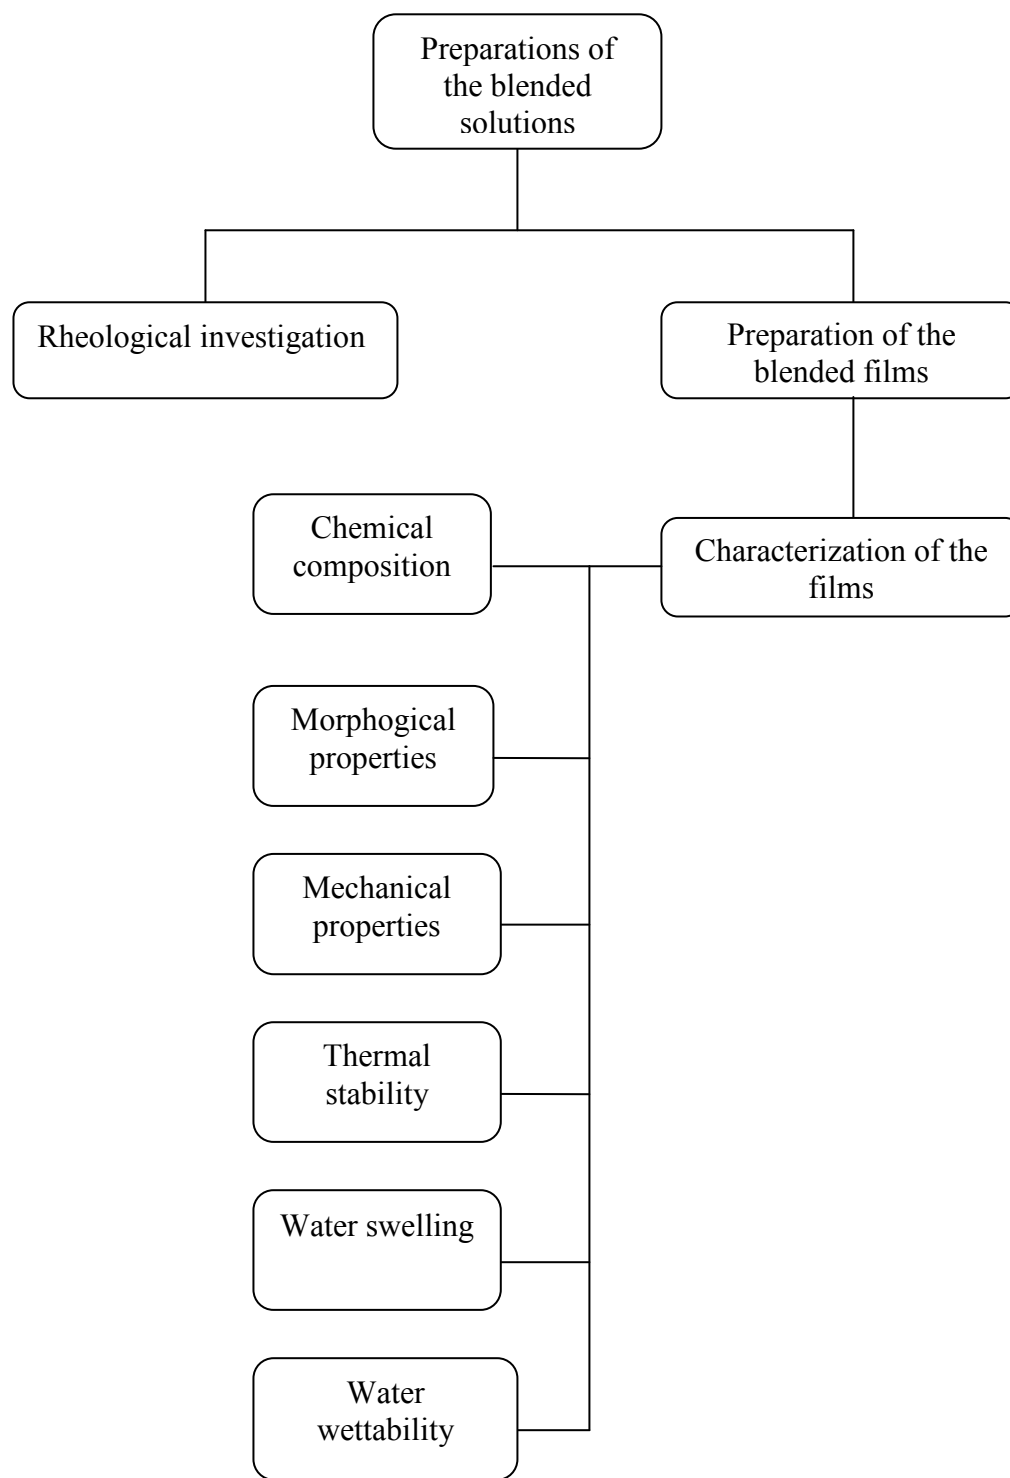 Preparations of
the blended
solutions
Rheological investigation
Preparation of the
blended films
Chemical
composition
Characterization of the
films
Morphogical
properties
Mechanical
properties
Thermal
stability
Water swelling
Water
wettability